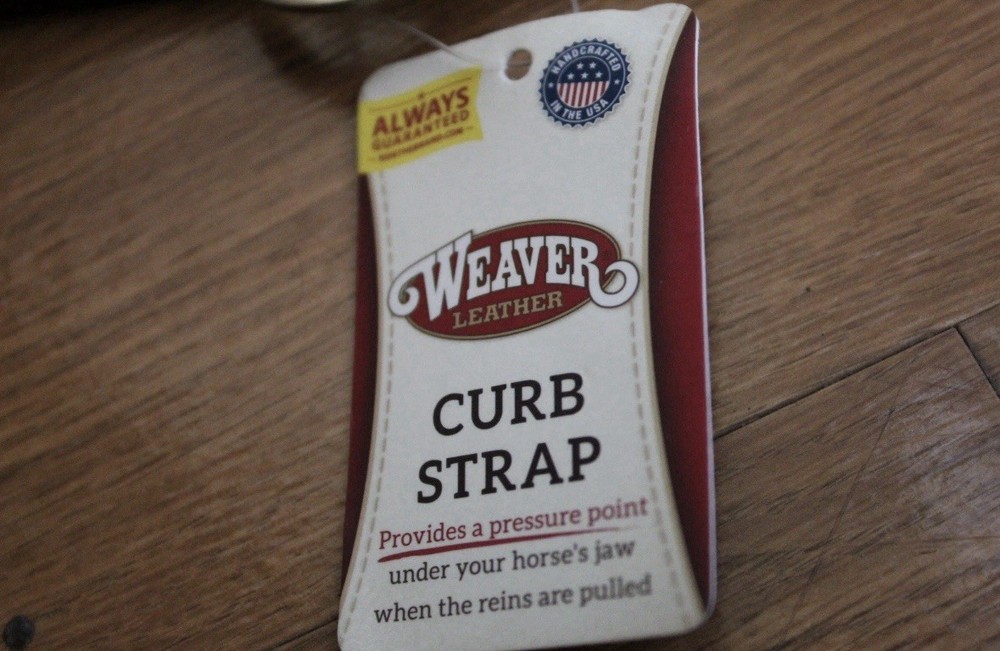 ALWAYS
GUARANTEED
HANDCRAFTED
IN THE USA
WEAVER
LEATHER
CURB
STRAP
Provides a pressure point
under your horse's jaw
when the reins are pulled